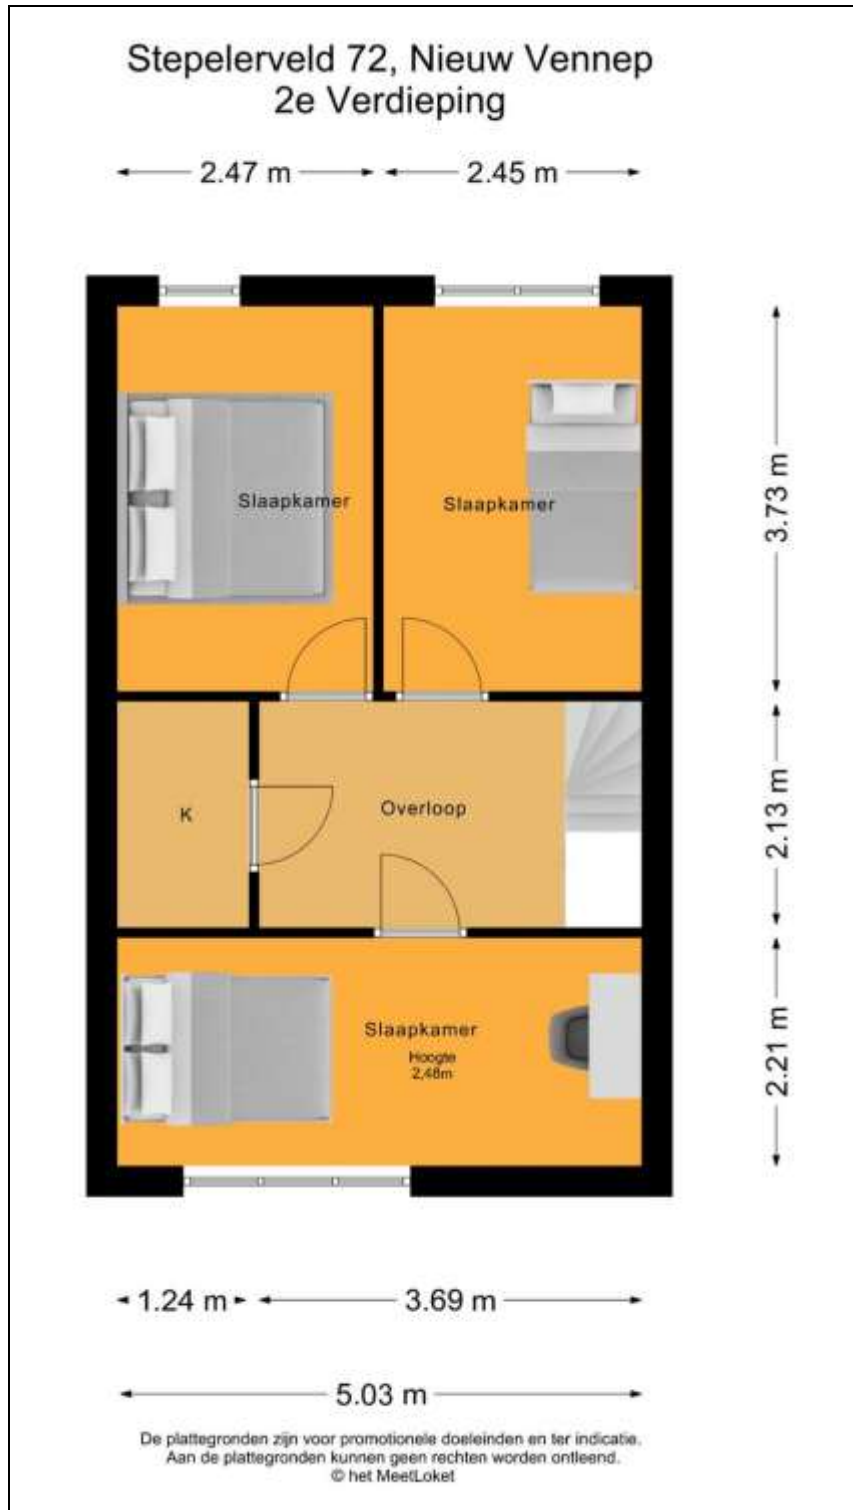 Stepelerveld 72, Nieuw Vennep
2e Verdieping
2.47 m
2.45 m
3.73 m
Slaapkamer
Slaapkamer
2.13 m
K
Overloop
2.21 m
Slaapkamer
Hoogte
2,48m
1.24 m
3.69 m
5.03 m
De plattegronden zijn voor promotionele doeleinden en ter indicatie.
Aan de plattegronden kunnen geen rechten worden ontleend.
© het MeetLoket